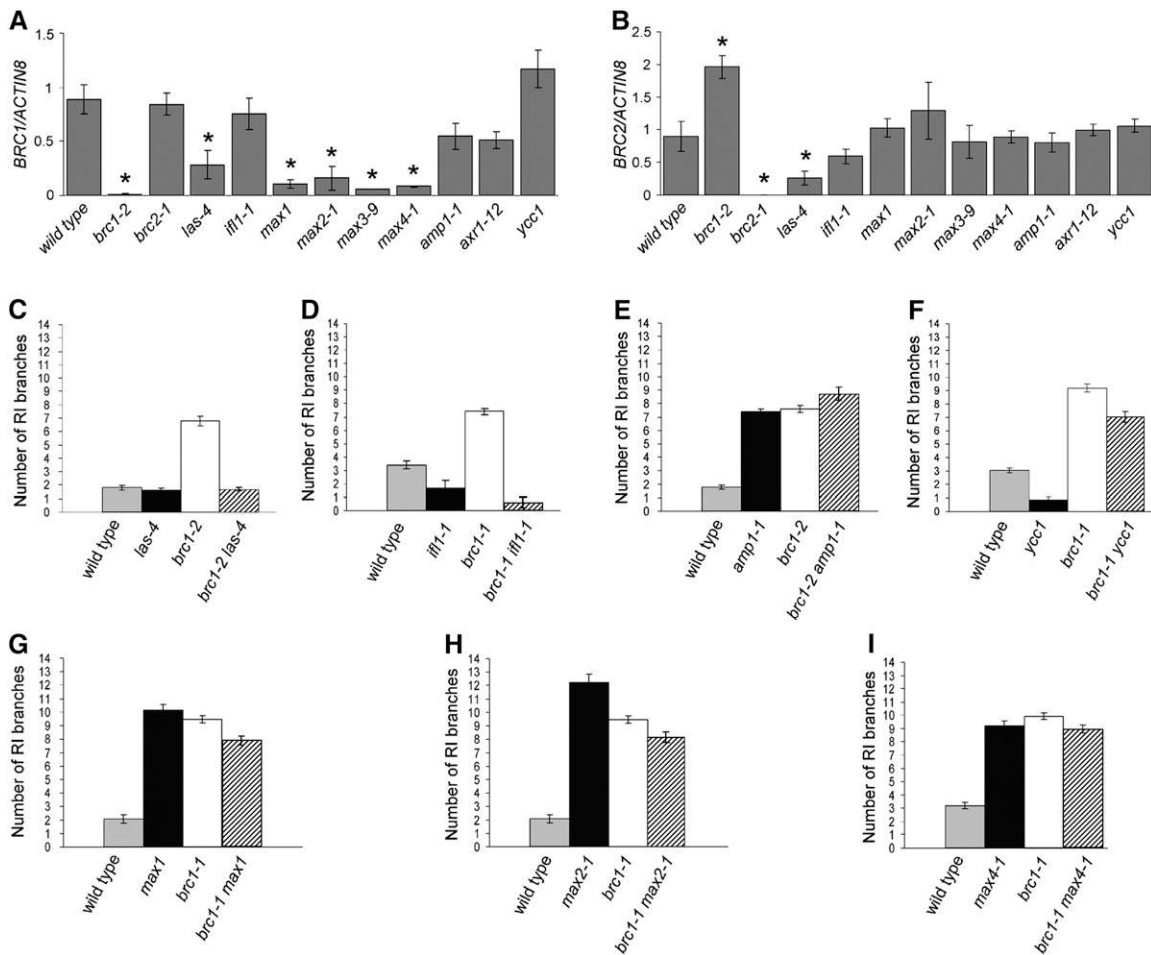 A
BRC1/ACTIN8
1
0.5
0
*
*
*
*
*
*
wild type
brc1-2
brc2-1
las-4
ifl1-1
max1
max2-1
max3-9
max4-1
amp1-1
axr1-12
ycc1
B
BRC2/ACTIN8
2.5
2
1.5
1
0.5
0
*
*
*
wild type
brc1-2
brc2-1
las-4
ifl1-1
max1
max2-1
max3-9
max4-1
amp1-1
axr1-12
ycc1
C
Number of RI branches
14
13
12
11
10
9
8
7
6
5
4
3
2
1
0
wild type
las-4
brc1-2
brc1-2 las-4
D
Number of RI branches
14
13
12
11
10
9
8
7
6
5
4
3
2
1
0
wild type
ifl1-1
brc1-1
brc1-1 ifl1-1
E
Number of RI branches
14
13
12
11
10
9
8
7
6
5
4
3
2
1
0
wild type
amp1-1
brc1-2
brc1-2 amp1-1
F
Number of RI branches
14
13
12
11
10
9
8
7
6
5
4
3
2
1
0
wild type
ycc1
brc1-1
brc1-1 ycc1
G
Number of RI branches
14
13
12
11
10
9
8
7
6
5
4
3
2
1
0
wild type
max1
brc1-1
brc1-1 max1
H
Number of RI branches
14
13
12
11
10
9
8
7
6
5
4
3
2
1
0
wild type
max2-1
brc1-1
brc1-1 max2-1
I
Number of RI branches
14
13
12
11
10
9
8
7
6
5
4
3
2
1
0
wild type
max4-1
brc1-1
brc1-1 max4-1